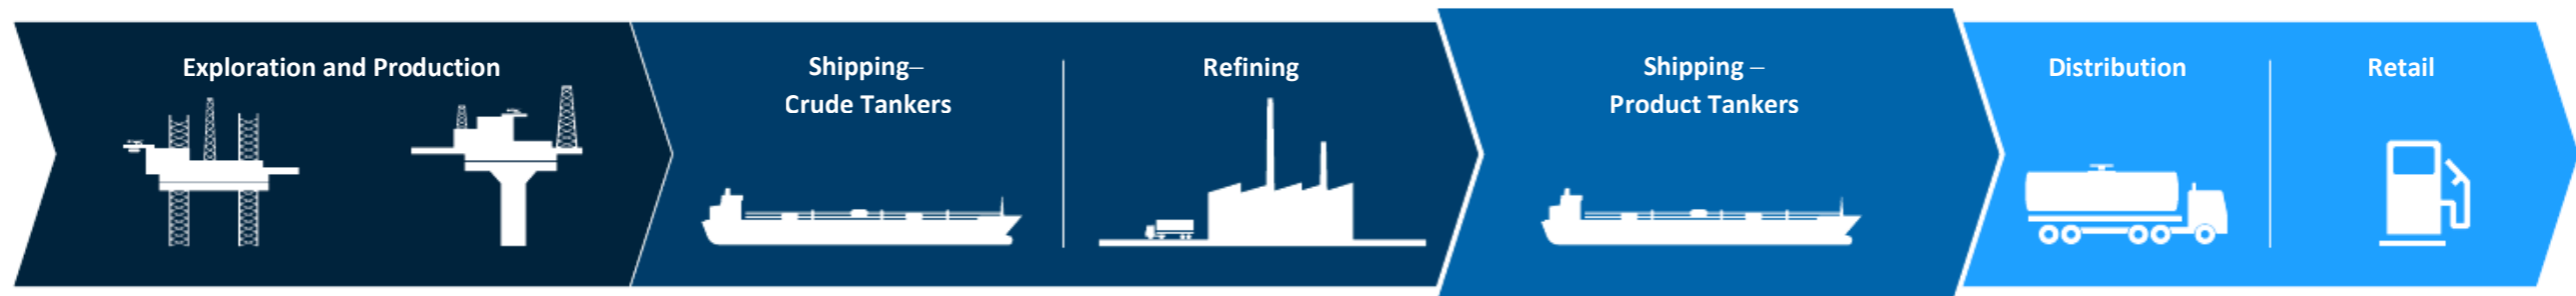 Exploration and Production
Shipping–
Crude Tankers
Refining
Shipping –
Product Tankers
Distribution
Retail